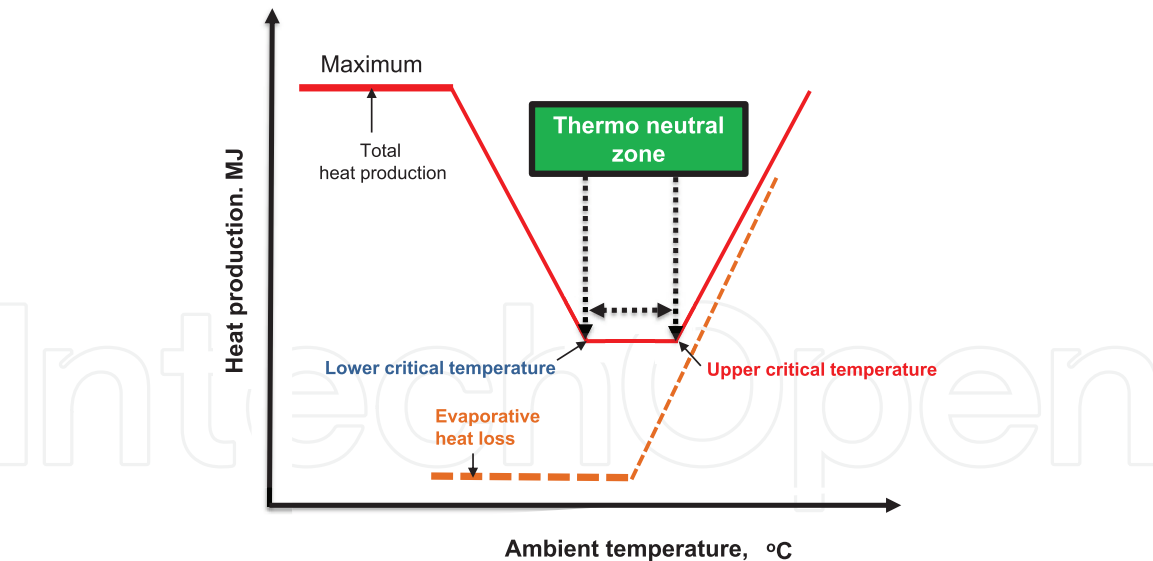 Maximum
Total
heat production
Thermo neutral
zone
Heat production. MJ
Lower critical temperature
Upper critical temperature
Evaporative
heat loss
Ambient temperature, °C
IntechOpen